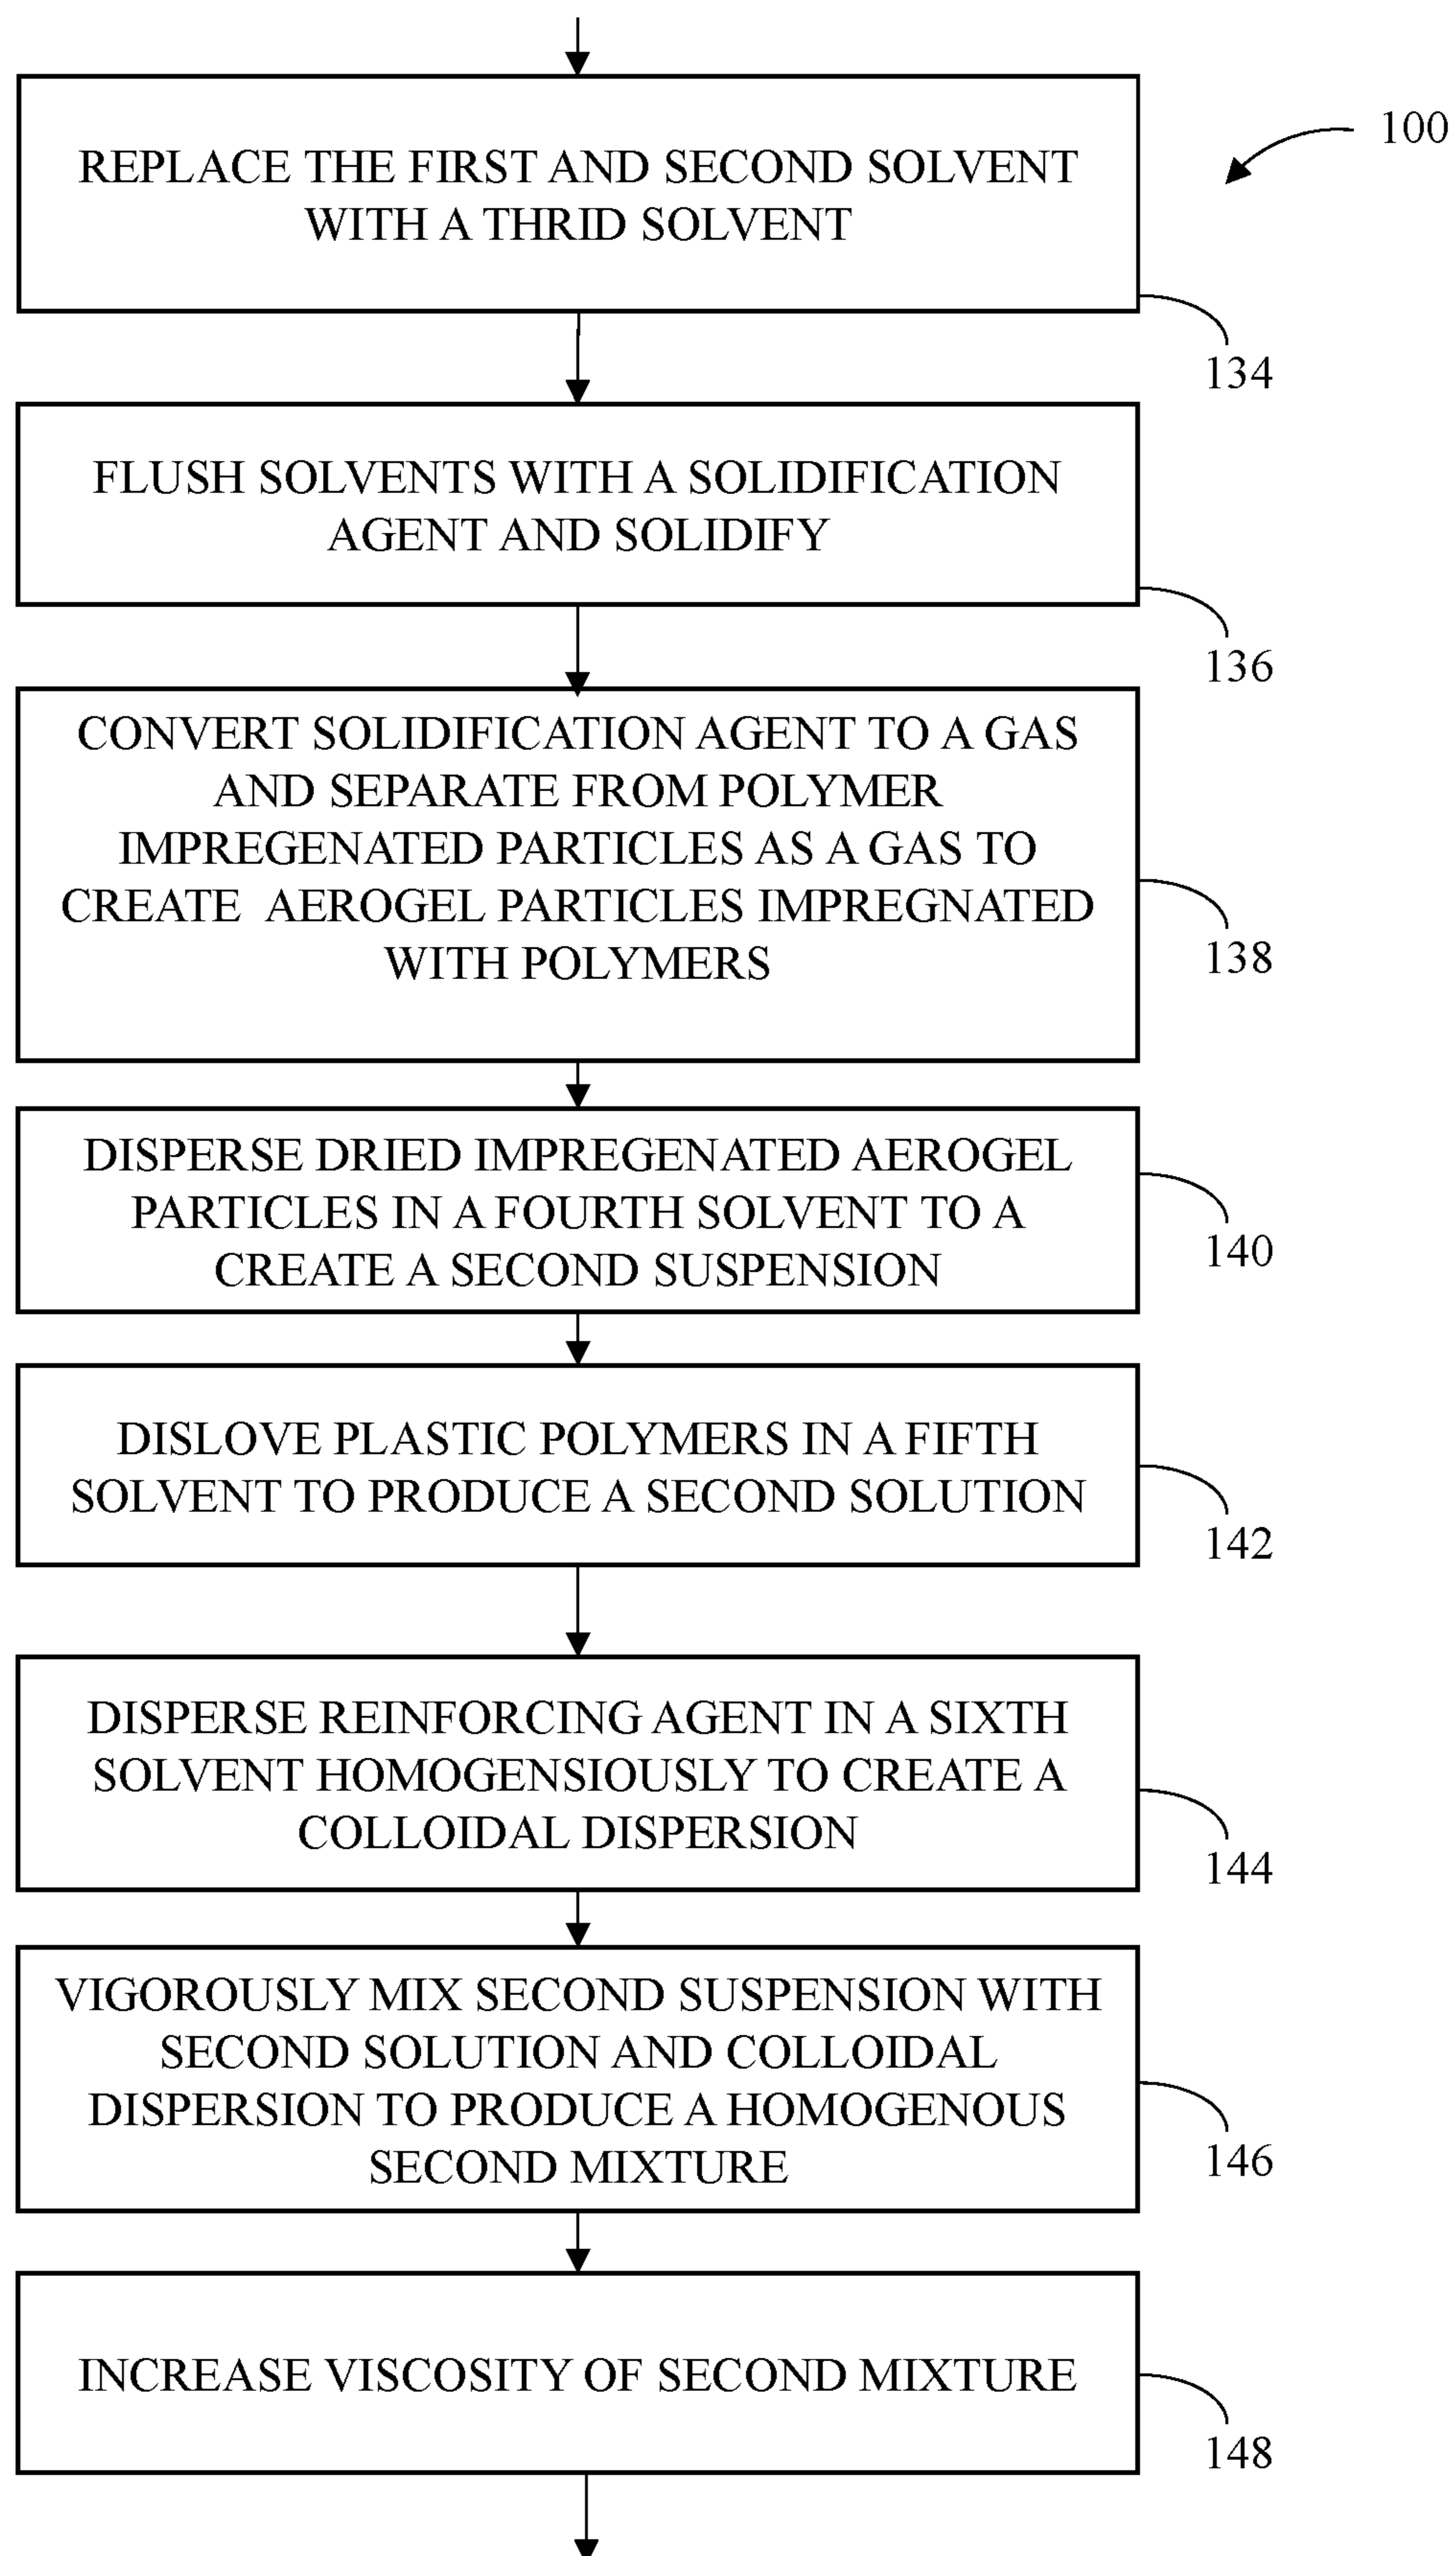 100
REPLACE THE FIRST AND SECOND SOLVENT
WITH A THRID SOLVENT
134
FLUSH SOLVENTS WITH A SOLIDIFICATION
AGENT AND SOLIDIFY
136
CONVERT SOLIDIFICATION AGENT TO A GAS
AND SEPARATE FROM POLYMER
IMPREGENATED PARTICLES AS A GAS TO
CREATE AEROGEL PARTICLES IMPREGNATED
WITH POLYMERS
138
DISPERSE DRIED IMPREGENATED AEROGEL
PARTICLES IN A FOURTH SOLVENT TO A
CREATE A SECOND SUSPENSION
140
DISLOVE PLASTIC POLYMERS IN A FIFTH
SOLVENT TO PRODUCE A SECOND SOLUTION
142
DISPERSE REINFORCING AGENT IN A SIXTH
SOLVENT HOMOGENSIOUSLY TO CREATE A
COLLOIDAL DISPERSION
144
VIGOROUSLY MIX SECOND SUSPENSION WITH
SECOND SOLUTION AND COLLOIDAL
DISPERSION TO PRODUCE A HOMOGENOUS
SECOND MIXTURE
146
INCREASE VISCOSITY OF SECOND MIXTURE
148